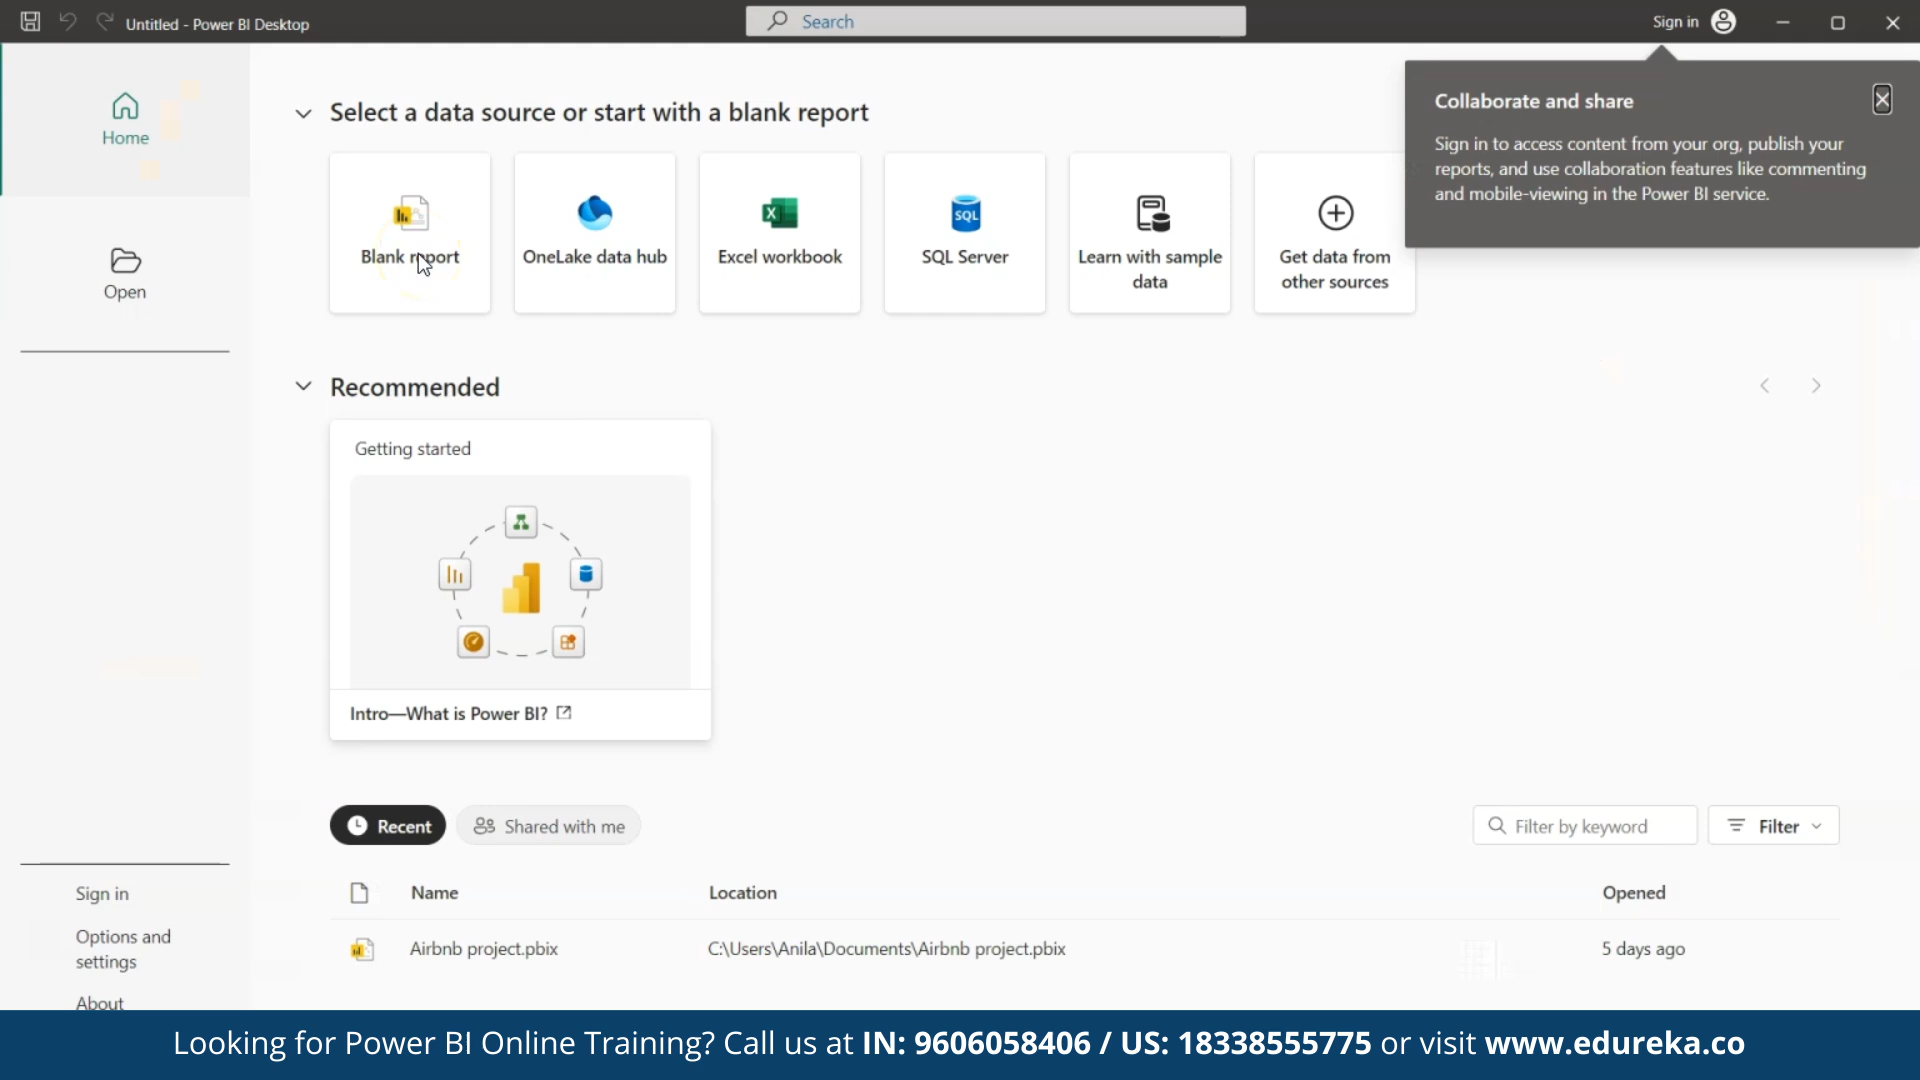 Untitled - Power BI Desktop
Search
Sign in
Home
Open
Select a data source or start with a blank report
Blank report
OneLake data hub
Excel workbook
SQL
SQL Server
Learn with sample
data
Get data from
other sources
Collaborate and share
Sign in to access content from your org, publish your
reports, and use collaboration features like commenting
and mobile-viewing in the Power BI service.
Recommended
Getting started
Intro—What is Power BI?
Recent
Shared with me
Filter by keyword
Filter
Name
Location
Opened
Airbnb project.pbix
C:\Users\Anila\Documents\Airbnb project.pbix
5 days ago
Sign in
Options and
settings
About
Looking for Power BI Online Training? Call us at IN: 9606058406 / US: 18338555775 or visit www.edureka.co